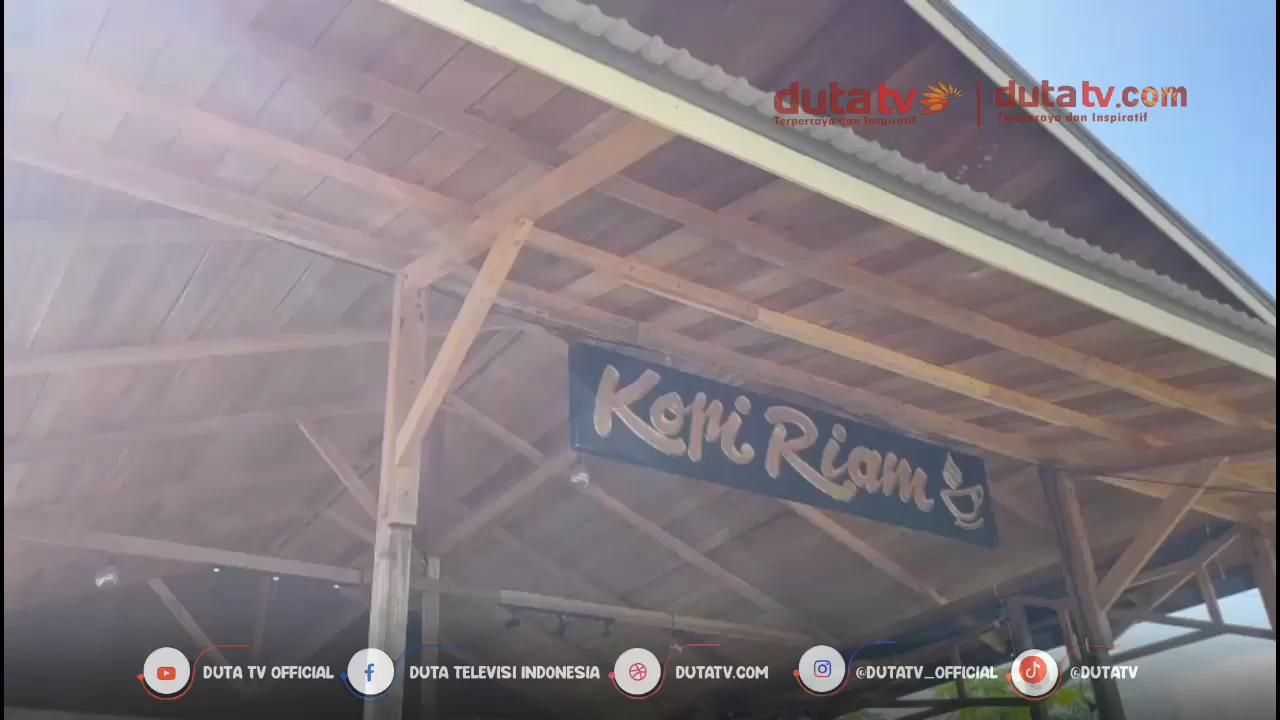 dutatv
Terpercaya dan Inspiratif
dutatv.com
Terpercaya dan Inspiratif
Kopi Riam
DUTA TV OFFICIAL
DUTA TELEVISI INDONESIA
DUTATV.COM
@DUTATV_OFFICIAL
@DUTATV